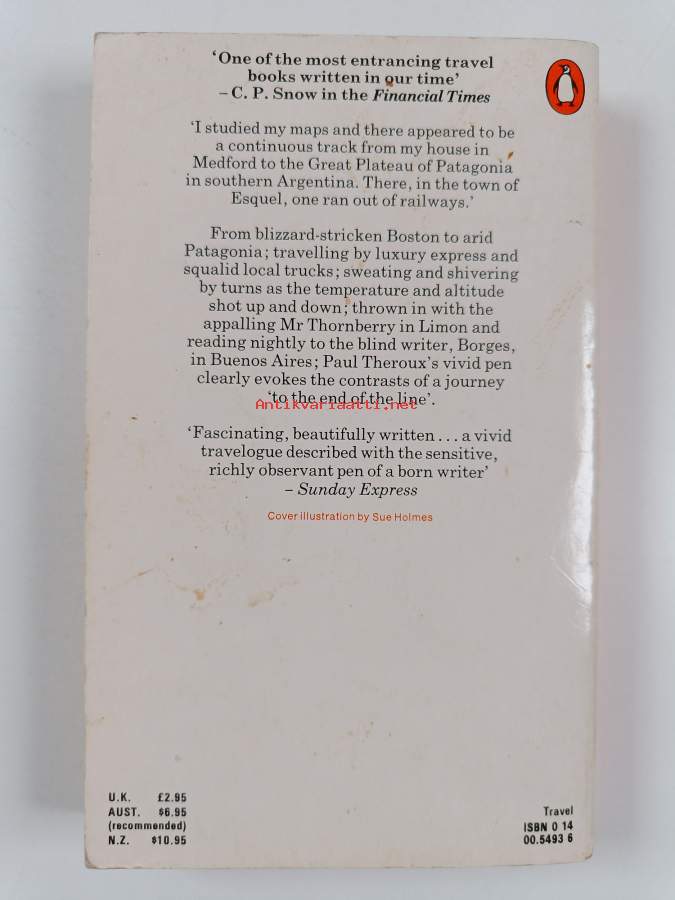 ‘One of the most entrancing travel
books written in our time’
– C. P. Snow in the Financial Times
‘I studied my maps and there appeared to be
a continuous track from my house in
Medford to the Great Plateau of Patagonia
in southern Argentina. There, in the town of
Esquel, one ran out of railways.’
From blizzard-stricken Boston to arid
Patagonia; travelling by luxury express and
squalid local trucks; sweating and shivering
by turns as the temperature and altitude
shot up and down; thrown in with the
appalling Mr Thornberry in Limon and
reading nightly to the blind writer, Borges,
in Buenos Aires; Paul Theroux’s vivid pen
clearly evokes the contrasts of a journey
‘to the end of the line’.
Antikvariaatti.net
‘Fascinating, beautifully written . . . a vivid
travelogue described with the sensitive,
richly observant pen of a born writer’
– Sunday Express
Cover illustration by Sue Holmes
U.K. £2.95
AUST. $6.95
(recommended)
N.Z. $10.95
Travel
ISBN 0 14
00.5493 6